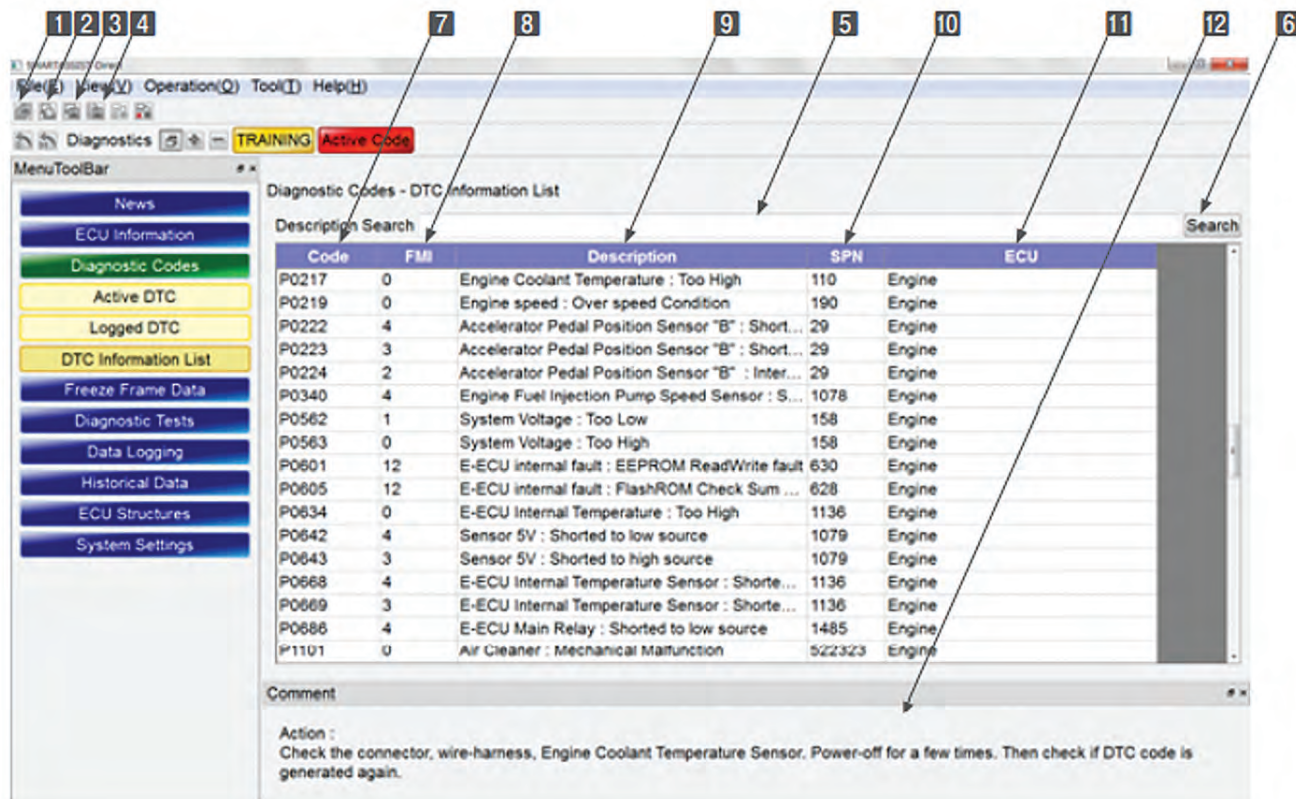 1 2 3 4 7 8 9 5 10 11 12 6
SMARTASSIST Direct
File(F) View(V) Operation(O) Tool(T) Help(H)
Diagnostics TRAINING Active Code
MenuToolBar
News
ECU Information
Diagnostic Codes
Active DTC
Logged DTC
DTC Information List
Freeze Frame Data
Diagnostic Tests
Data Logging
Historical Data
ECU Structures
System Settings
Diagnostic Codes - DTC Information List
Description Search Search
Code FMI Description SPN ECU
P0217 0 Engine Coolant Temperature : Too High 110 Engine
P0219 0 Engine speed : Over speed Condition 190 Engine
P0222 4 Accelerator Pedal Position Sensor "B" : Short... 29 Engine
P0223 3 Accelerator Pedal Position Sensor "B" : Short... 29 Engine
P0224 2 Accelerator Pedal Position Sensor "B" : Inter... 29 Engine
P0340 4 Engine Fuel Injection Pump Speed Sensor : S... 1078 Engine
P0562 1 System Voltage : Too Low 158 Engine
P0563 0 System Voltage : Too High 158 Engine
P0601 12 E-ECU internal fault : EEPROM ReadWrite fault 630 Engine
P0605 12 E-ECU internal fault : FlashROM Check Sum ... 628 Engine
P0634 0 E-ECU Internal Temperature : Too High 1136 Engine
P0642 4 Sensor 5V : Shorted to low source 1079 Engine
P0643 3 Sensor 5V : Shorted to high source 1079 Engine
P0668 4 E-ECU Internal Temperature Sensor : Shorte... 1136 Engine
P0669 3 E-ECU Internal Temperature Sensor : Shorte... 1136 Engine
P0686 4 E-ECU Main Relay : Shorted to low source 1485 Engine
P1101 0 Air Cleaner : Mechanical Malfunction 522323 Engine
Comment
Action :
Check the connector, wire-harness, Engine Coolant Temperature Sensor. Power-off for a few times. Then check if DTC code is
generated again.